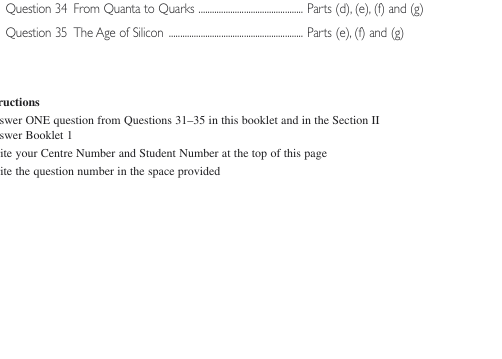 Question 34 From Quanta to Quarks .......................................... Parts (d), (e), (f) and (g)
Question 35 The Age of Silicon ...................................................... Parts (e), (f) and (g)
ructions
swer ONE question from Questions 31–35 in this booklet and in the Section II
swer Booklet 1
ite your Centre Number and Student Number at the top of this page
ite the question number in the space provided